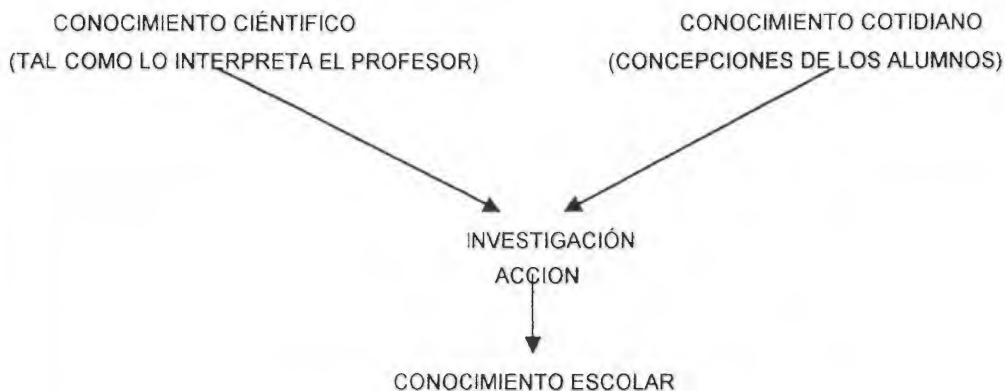 CONOCIMIENTO CIÉNTIFICO
(TAL COMO LO INTERPRETA EL PROFESOR)
CONOCIMIENTO COTIDIANO
(CONCEPCIONES DE LOS ALUMNOS)
INVESTIGACIÓN
ACCION
CONOCIMIENTO ESCOLAR